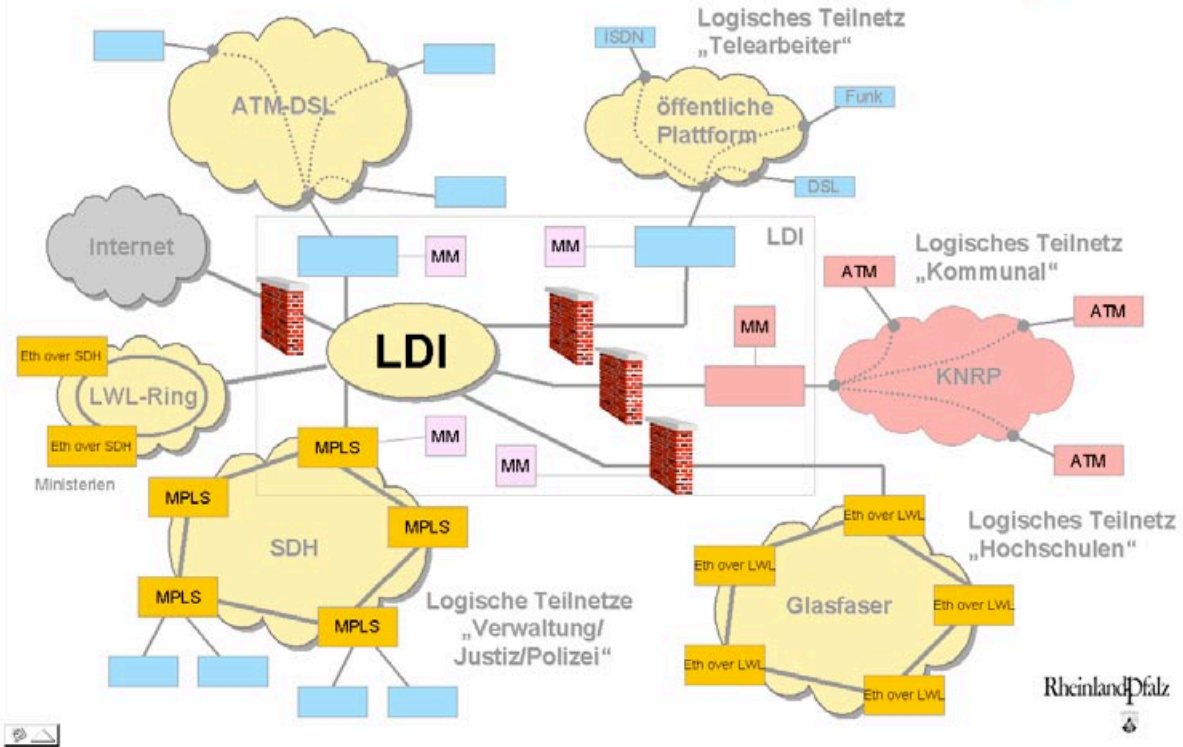 Logisches Teilnetz
„Telearbeiter“
ISDN
ATM-DSL
öffentliche
Plattform
Funk
DSL
Internet
MM
MM
LDI
Logisches Teilnetz
„Kommunal“
ATM
ATM
MM
LDI
Eth over SDH
LWL-Ring
KNRP
Eth over SDH
MPLS
MM
MM
ATM
Ministerien
MPLS
MPLS
SDH
Eth over LWL
Logisches Teilnetz
„Hochschulen“
Eth over LWL
MPLS
MPLS
Logische Teilnetze
„Verwaltung/
Justiz/Polizei“
Glasfaser
Eth over LWL
Eth over LWL
Eth over LWL
RheinlandPfalz